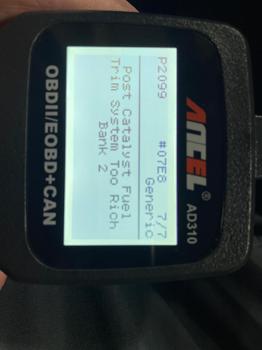 ANCEL® AD310
P2099 #07E8 7/7
Generic
Post Catalyst Fuel
Trim System Too Rich
Bank 2
OBDII/EOBD+CAN